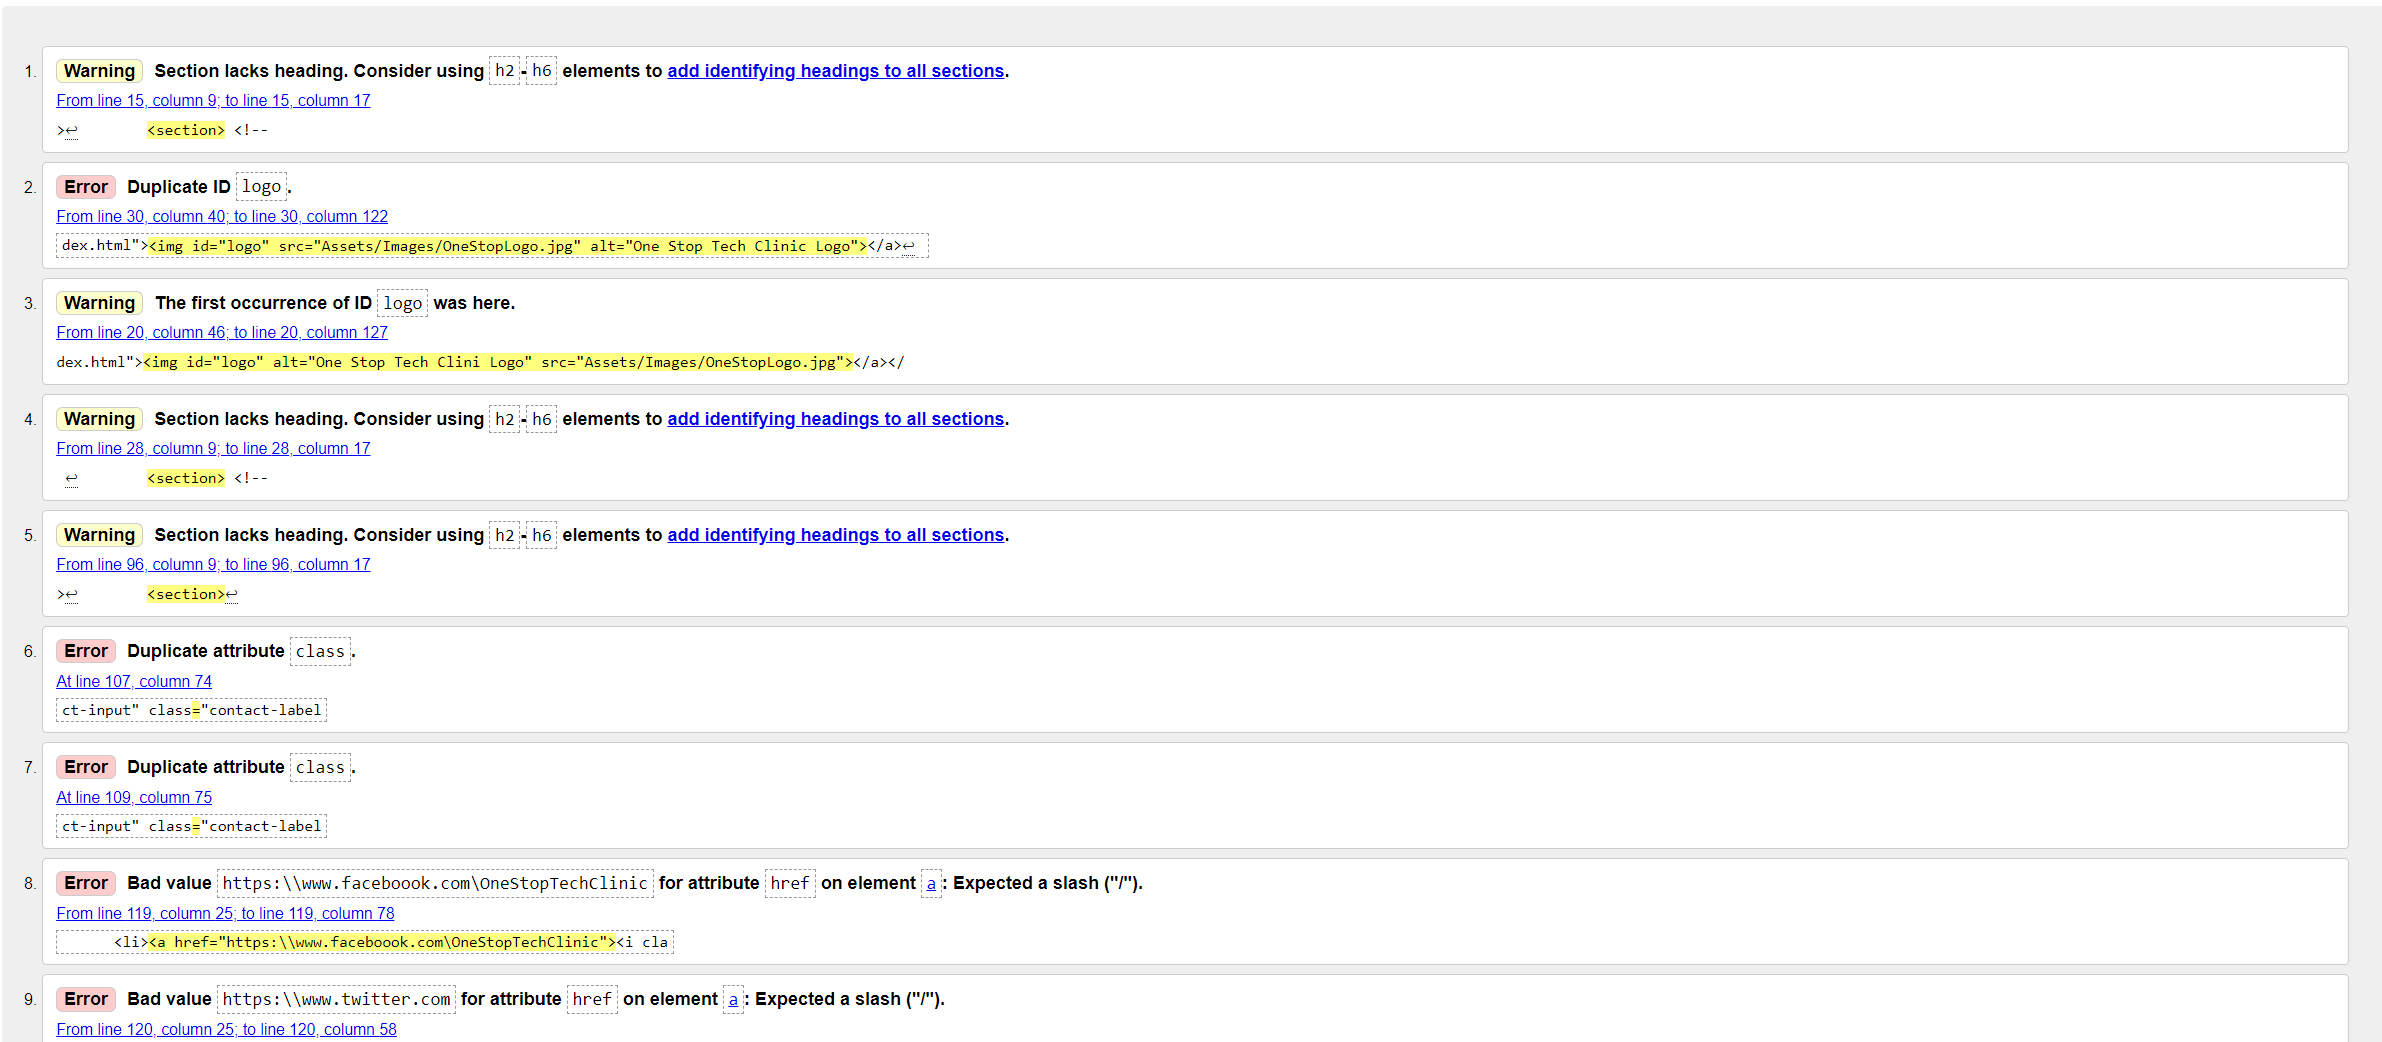 1. Warning Section lacks heading. Consider using h2-h6 elements to add identifying headings to all sections.
From line 15, column 9; to line 15, column 17
>↩ <section> <!--
2. Error Duplicate ID logo.
From line 30, column 40; to line 30, column 122
dex.html"><img id="logo" src="Assets/Images/OneStopLogo.jpg" alt="One Stop Tech Clinic Logo"></a>↩
3. Warning The first occurrence of ID logo was here.
From line 20, column 46; to line 20, column 127
dex.html"><img id="logo" alt="One Stop Tech Clini Logo" src="Assets/Images/OneStopLogo.jpg"></a></
4. Warning Section lacks heading. Consider using h2-h6 elements to add identifying headings to all sections.
From line 28, column 9; to line 28, column 17
↩ <section> <!--
5. Warning Section lacks heading. Consider using h2-h6 elements to add identifying headings to all sections.
From line 96, column 9; to line 96, column 17
>↩ <section>↩
6. Error Duplicate attribute class.
At line 107, column 74
ct-input" class="contact-label
7. Error Duplicate attribute class.
At line 109, column 75
ct-input" class="contact-label
8. Error Bad value https:\\www.faceboook.com\OneStopTechClinic for attribute href on element a: Expected a slash ("/").
From line 119, column 25; to line 119, column 78
<li><a href="https:\\www.faceboook.com\OneStopTechClinic"><i cla
9. Error Bad value https:\\www.twitter.com for attribute href on element a: Expected a slash ("/").
From line 120, column 25; to line 120, column 58